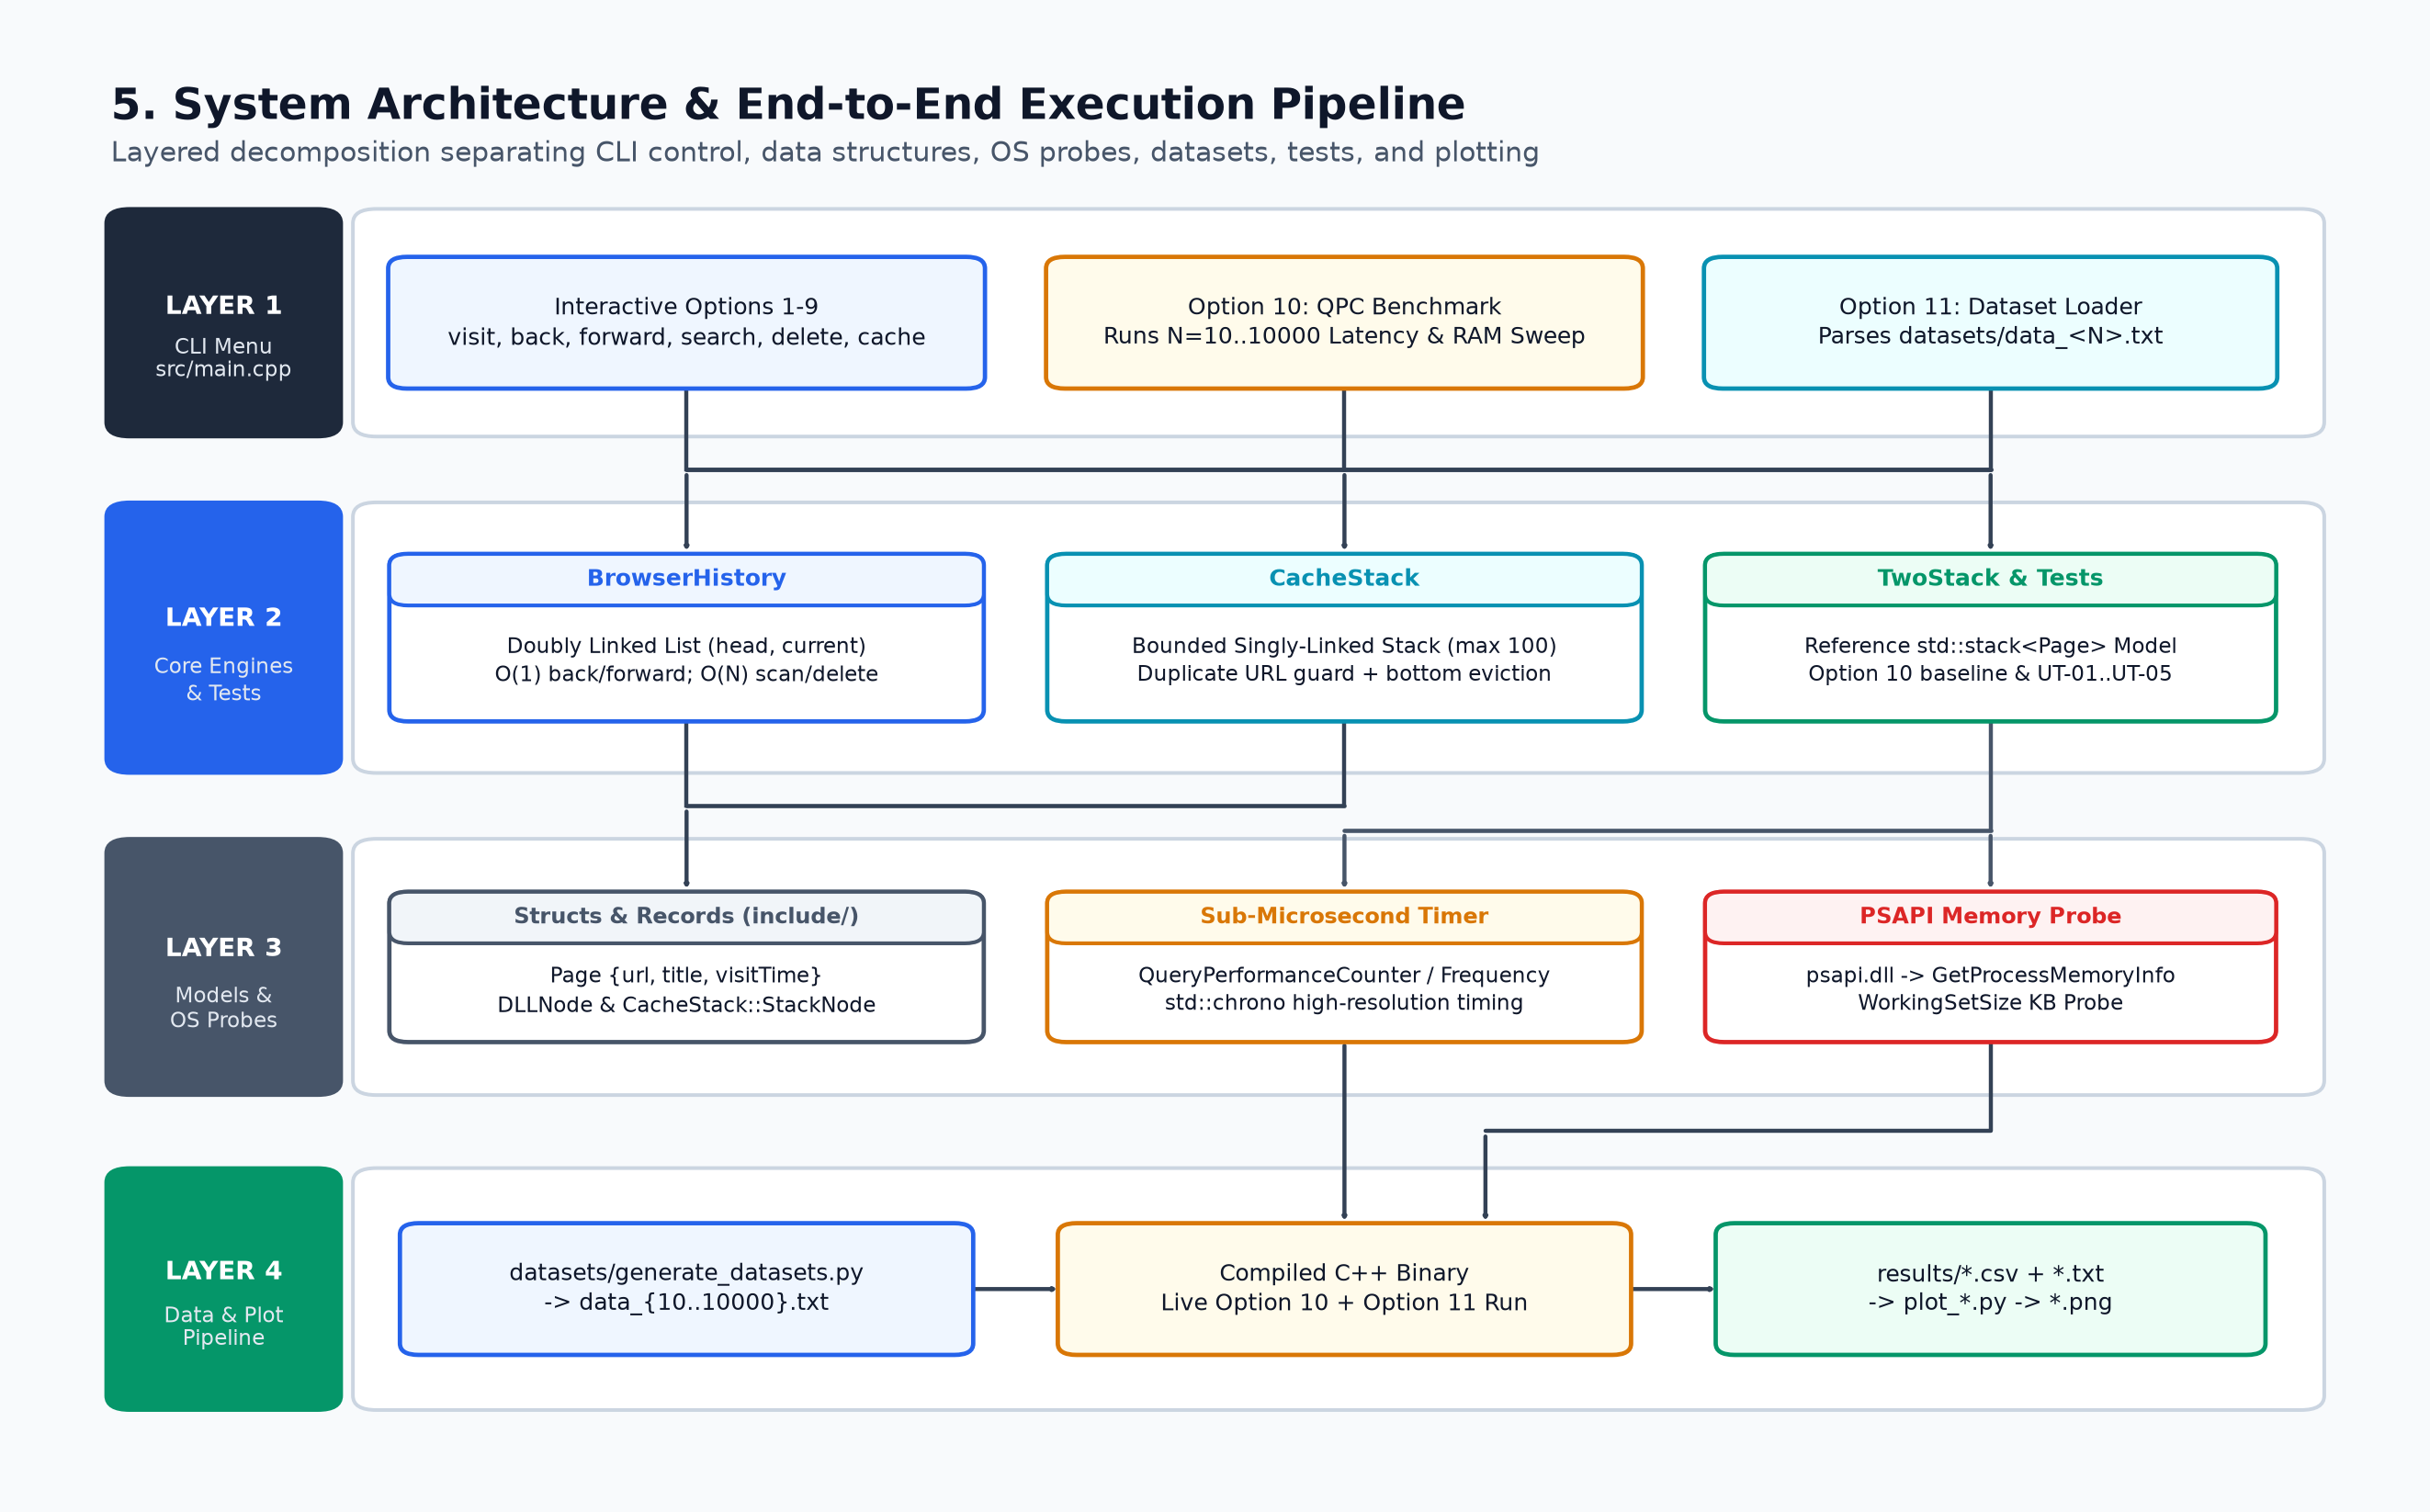 5. System Architecture & End-to-End Execution Pipeline
Layered decomposition separating CLI control, data structures, OS probes, datasets, tests, and plotting
LAYER 1
CLI Menu
src/main.cpp
Interactive Options 1-9
visit, back, forward, search, delete, cache
Option 10: QPC Benchmark
Runs N=10..10000 Latency & RAM Sweep
Option 11: Dataset Loader
Parses datasets/data_<N>.txt
LAYER 2
Core Engines
& Tests
BrowserHistory
Doubly Linked List (head, current)
O(1) back/forward; O(N) scan/delete
CacheStack
Bounded Singly-Linked Stack (max 100)
Duplicate URL guard + bottom eviction
TwoStack & Tests
Reference std::stack<Page> Model
Option 10 baseline & UT-01..UT-05
LAYER 3
Models &
OS Probes
Structs & Records (include/)
Page {url, title, visitTime}
DLLNode & CacheStack::StackNode
Sub-Microsecond Timer
QueryPerformanceCounter / Frequency
std::chrono high-resolution timing
PSAPI Memory Probe
psapi.dll -> GetProcessMemoryInfo
WorkingSetSize KB Probe
LAYER 4
Data & Plot
Pipeline
datasets/generate_datasets.py
-> data_{10..10000}.txt
Compiled C++ Binary
Live Option 10 + Option 11 Run
results/*.csv + *.txt
-> plot_*.py -> *.png